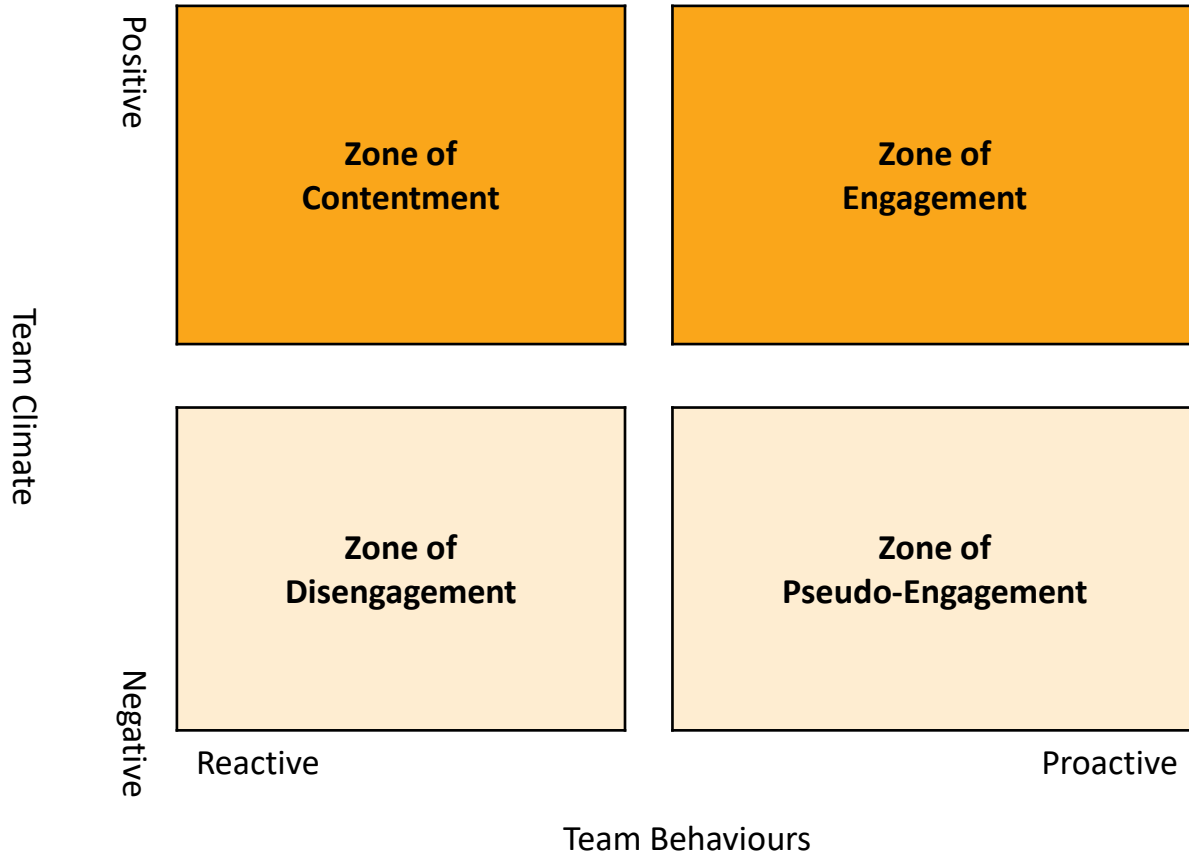 Positive
Zone of
Contentment
Zone of
Engagement
Team Climate
Zone of
Disengagement
Zone of
Pseudo-Engagement
Negative
Reactive
Proactive
Team Behaviours